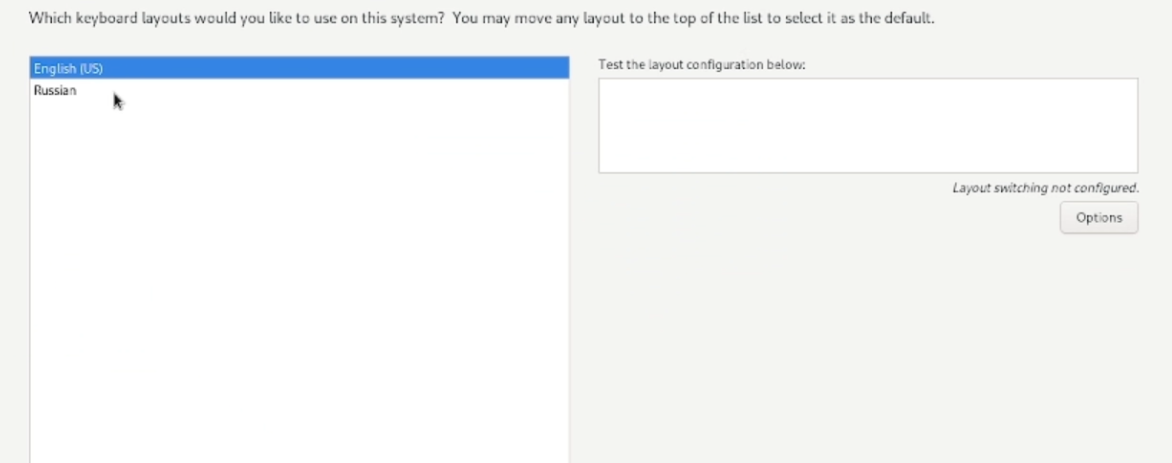 Which keyboard layouts would you like to use on this system?  You may move any layout to the top of the list to select it as the default.
English (US)
Russian
Test the layout configuration below:
Layout switching not configured.
Options